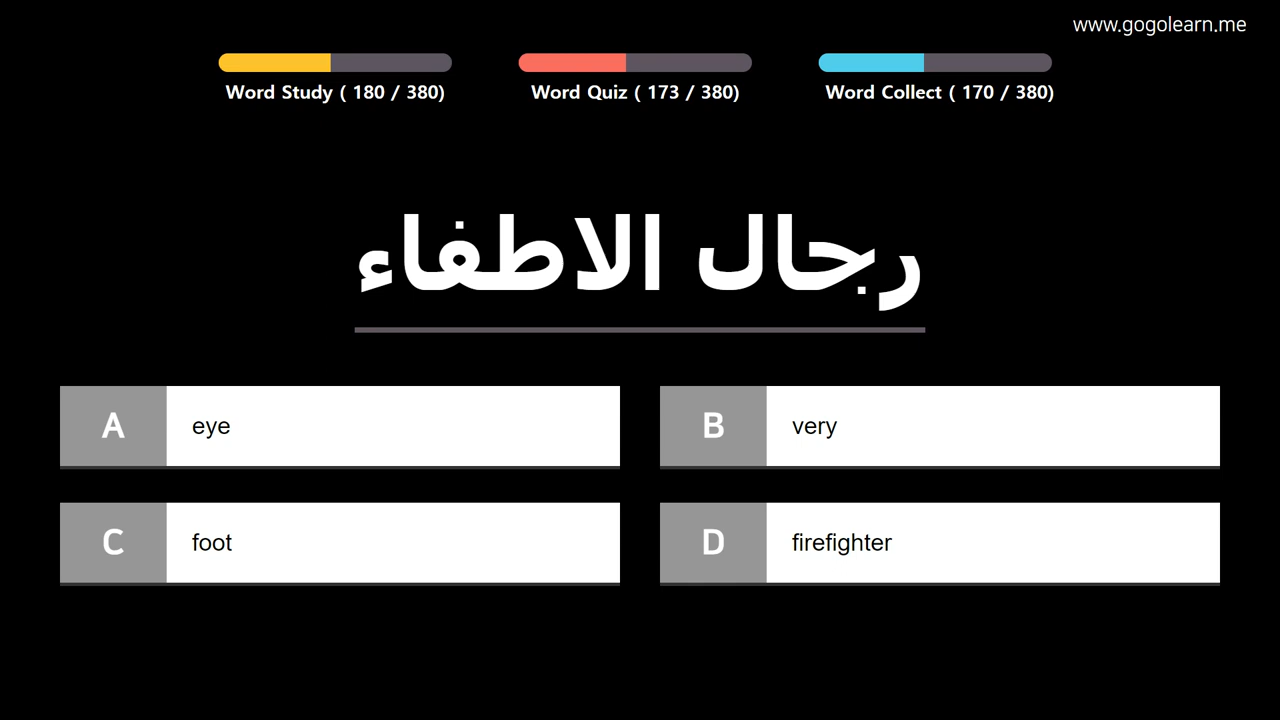 www.gogolearn.me
Word Study ( 180 / 380)
Word Quiz ( 173 / 380)
Word Collect ( 170 / 380)
رجال الاطفاء
A eye
B very
C foot
D firefighter